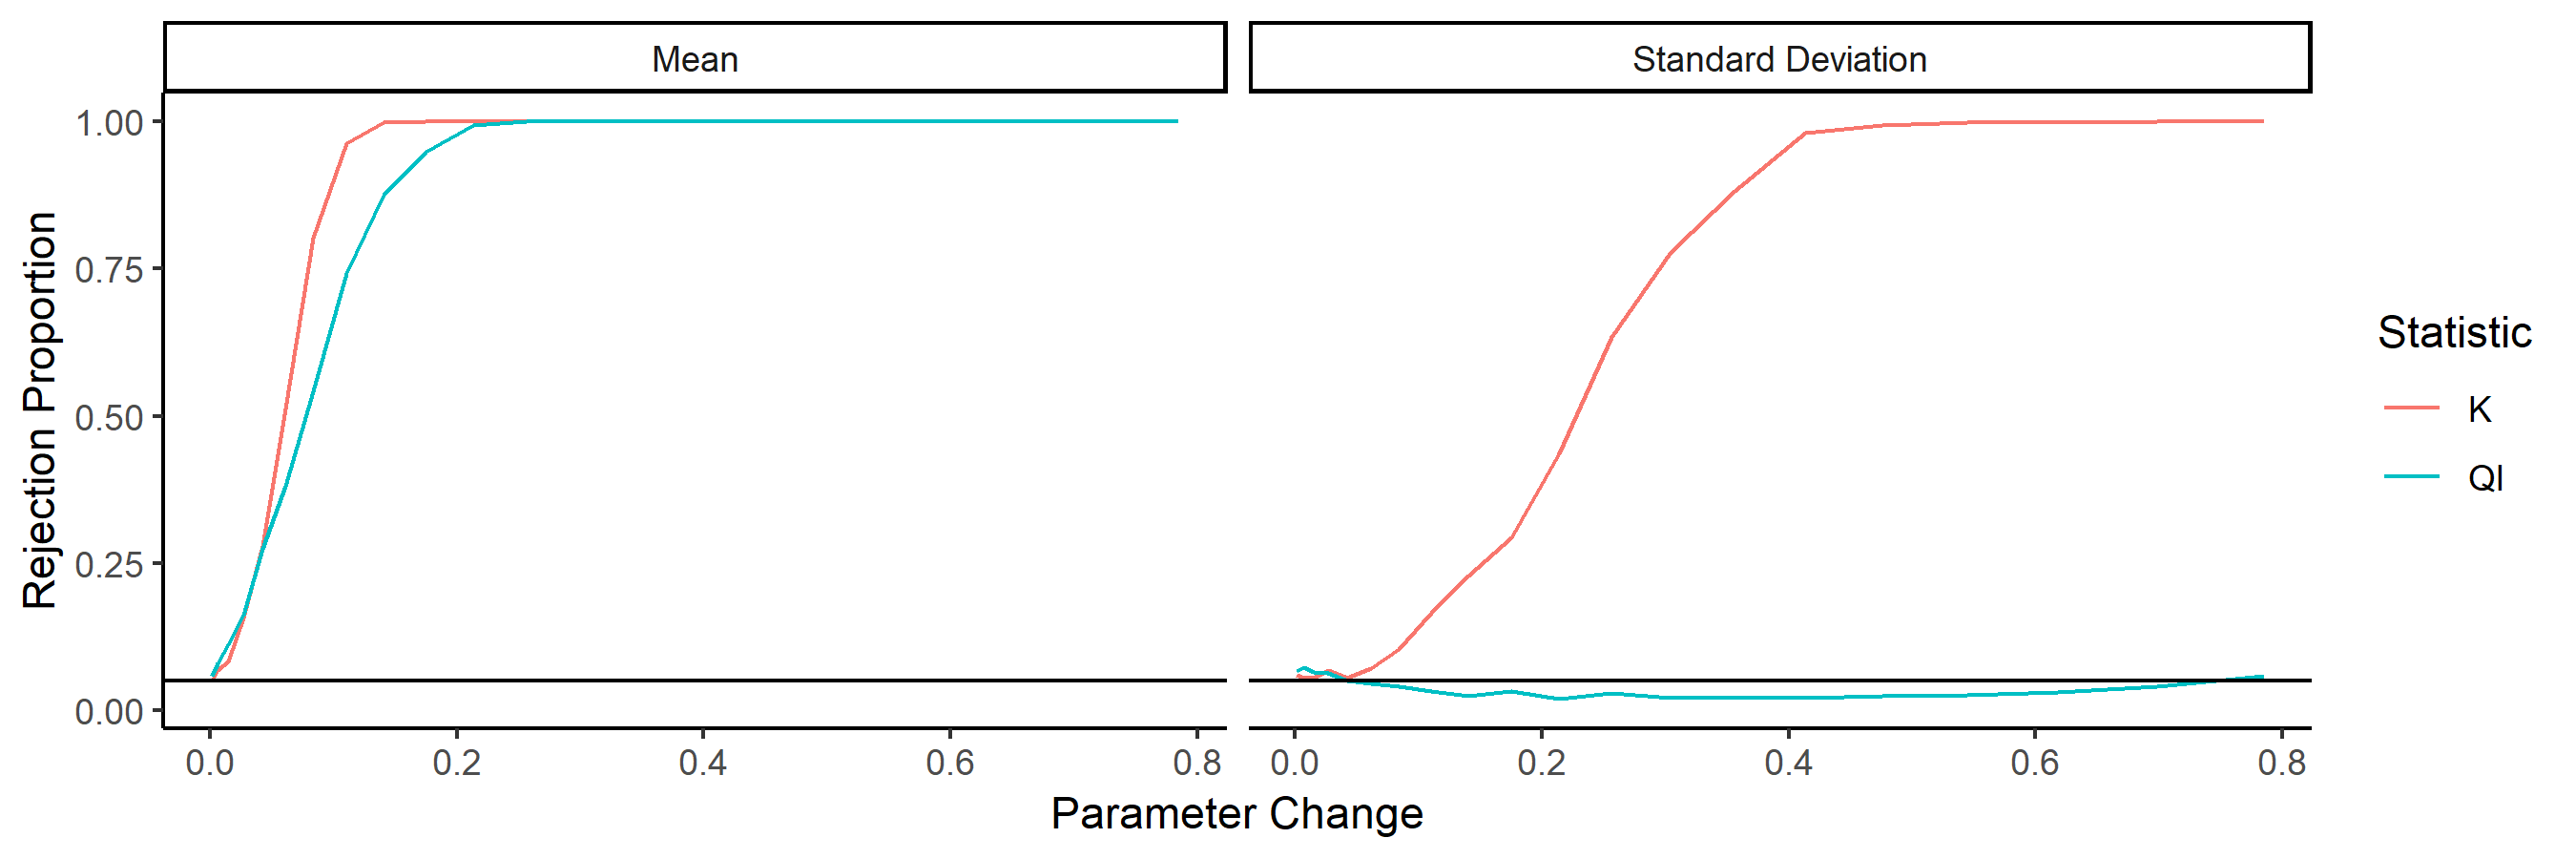 Mean
Standard Deviation
Rejection Proportion
1.00
0.75
0.50
0.25
0.00
0.0 0.2 0.4 0.6 0.8
0.0 0.2 0.4 0.6 0.8
Parameter Change
Statistic
K
QI